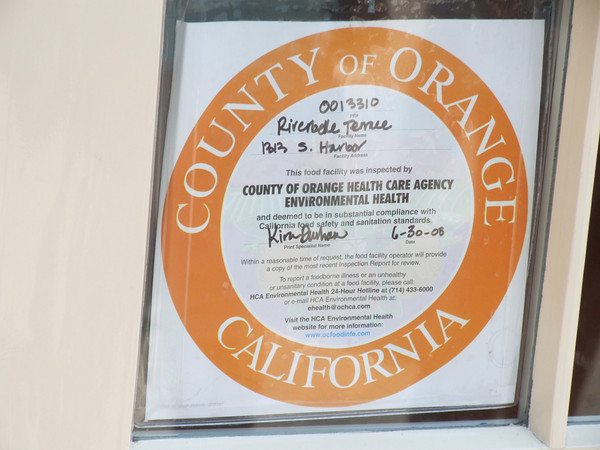 COUNTY OF ORANGE
0013310
Riverbelle Terrace
Facility Name
1313 S. Harbor
Facility Address
This food facility was inspected by
COUNTY OF ORANGE HEALTH CARE AGENCY
ENVIRONMENTAL HEALTH
and deemed to be in substantial compliance with
California food safety and sanitation standards.
Kim 6-30-08
Print Specialist Name Date
Within a reasonable time of request, the food facility operator will provide
a copy of the most recent Inspection Report for review.
To report a foodborne illness or an unhealthy
or unsanitary condition at a food facility, please call:
HCA Environmental Health 24-Hour Hotline at (714) 433-6000
or e-mail HCA Environmental Health at:
ehealth@ochca.com
Visit the HCA Environmental Health
website for more information:
www.ocfoodinfo.com
CALIFORNIA